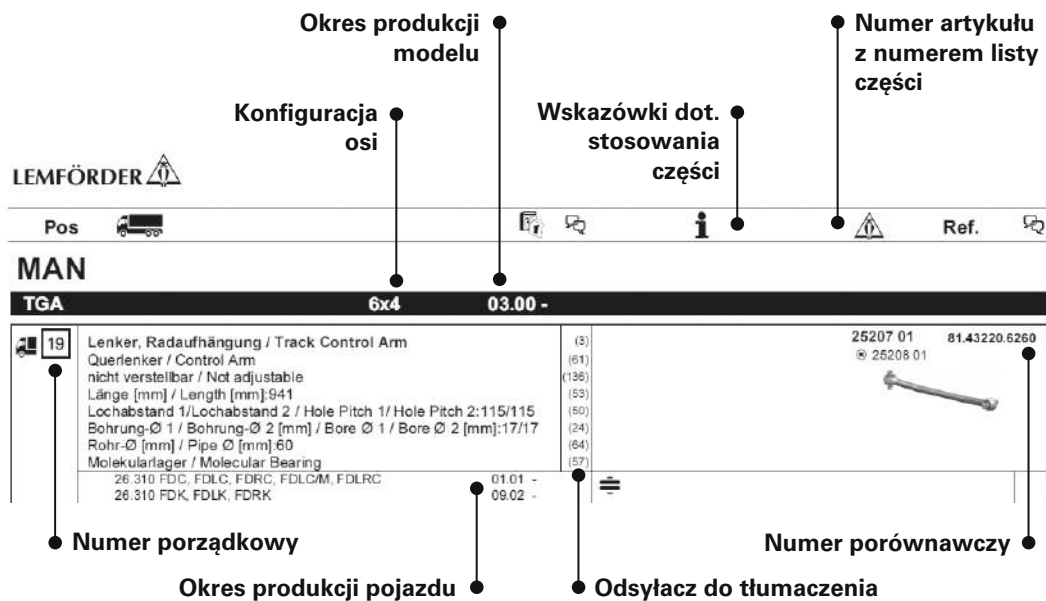 Okres produkcji
modelu
Numer artykułu
z numerem listy
części
Konfiguracja
osi
Wskazówki dot.
stosowania
części
LEMFÖRDER
Pos
i
Ref.
MAN
TGA 6x4 03.00 -
19
Lenker, Radaufhängung / Track Control Arm (3)
Querlenker / Control Arm (61)
nicht verstellbar / Not adjustable (136)
Länge [mm] / Length [mm]:941 (53)
Lochabstand 1/Lochabstand 2 / Hole Pitch 1/ Hole Pitch 2:115/115 (50)
Bohrung-Ø 1 / Bohrung-Ø 2 [mm] / Bore Ø 1 / Bore Ø 2 [mm]:17/17 (24)
Rohr-Ø [mm] / Pipe Ø [mm]:60 (64)
Molekularlager / Molecular Bearing (57)
25207 01 81.43220.6260
25208 01
26.310 FDC, FDLC, FDRC, FDLC/M, FDLRC 01.01 -
26.310 FDK, FDLK, FDRK 09.02 -
Numer porządkowy
Numer porównawczy
Okres produkcji pojazdu
Odsyłacz do tłumaczenia